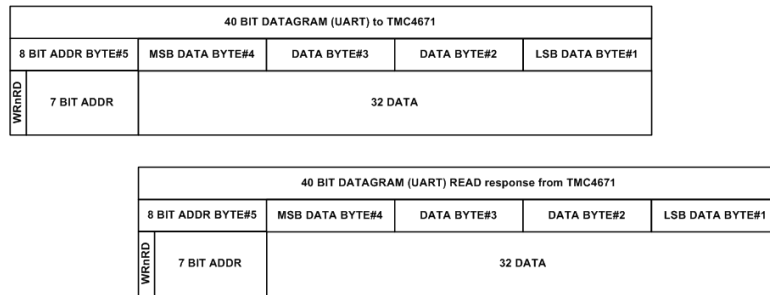 40 BIT DATAGRAM (UART) to TMC4671
8 BIT ADDR BYTE#5 MSB DATA BYTE#4 DATA BYTE#3 DATA BYTE#2 LSB DATA BYTE#1
WRnRD 7 BIT ADDR 32 DATA
40 BIT DATAGRAM (UART) READ response from TMC4671
8 BIT ADDR BYTE#5 MSB DATA BYTE#4 DATA BYTE#3 DATA BYTE#2 LSB DATA BYTE#1
WRnRD 7 BIT ADDR 32 DATA